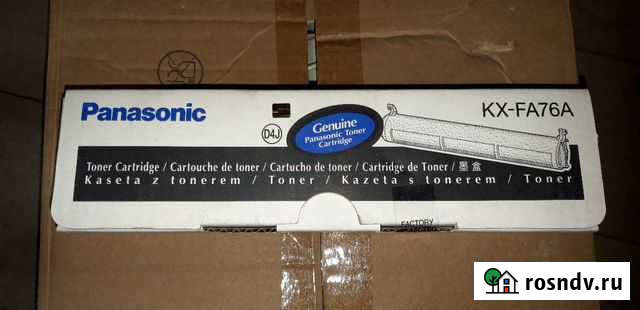 Panasonic
D4J
Genuine
Panasonic Toner
Cartridge
KX-FA76A
Toner Cartridge / Cartouche de toner / Cartucho de toner / Cartridge de Toner / 墨盒
Kaseta z tonerem / Toner / Kazeta s tonerem / Toner
FACTORY
rosndv.ru